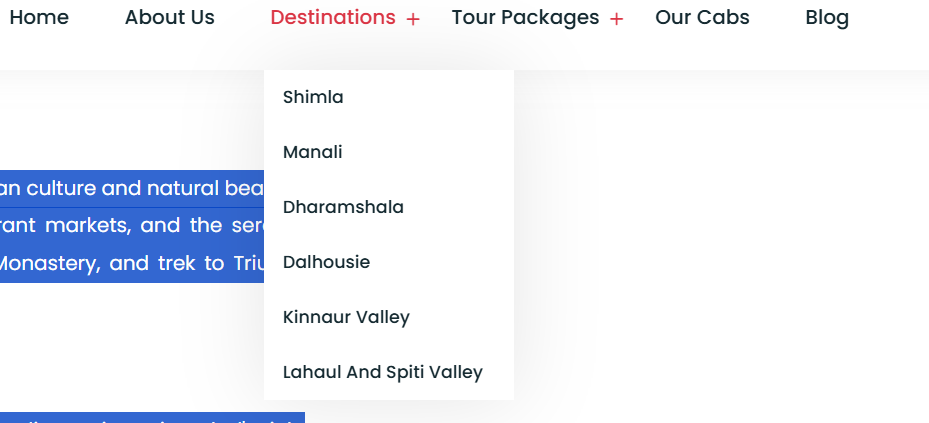 Home About Us Destinations + Tour Packages + Our Cabs Blog
Shimla
Manali
an culture and natural bea
Dharamshala
rant markets, and the ser
Monastery, and trek to Triu
Dalhousie
Kinnaur Valley
Lahaul And Spiti Valley